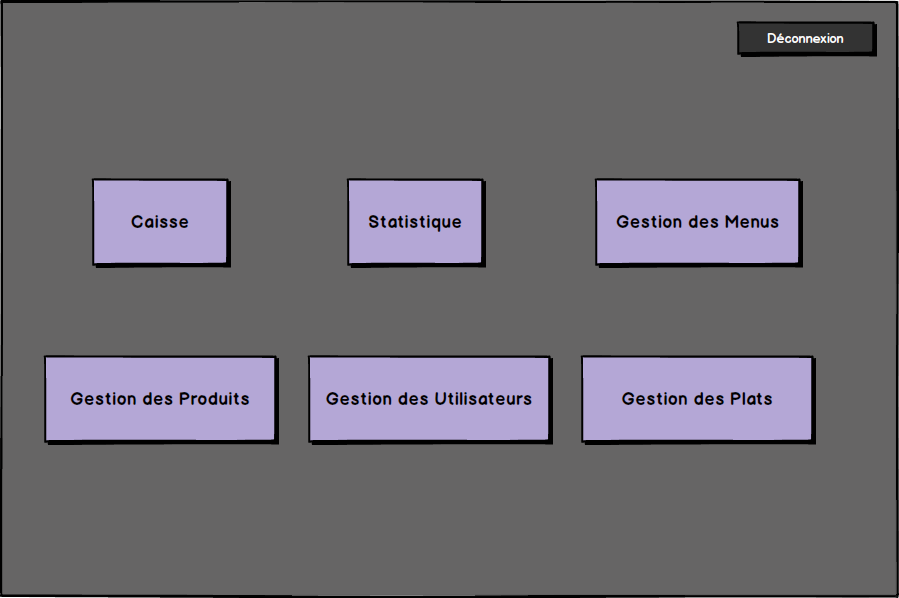 Déconnexion
Caisse
Statistique
Gestion des Menus
Gestion des Produits
Gestion des Utilisateurs
Gestion des Plats